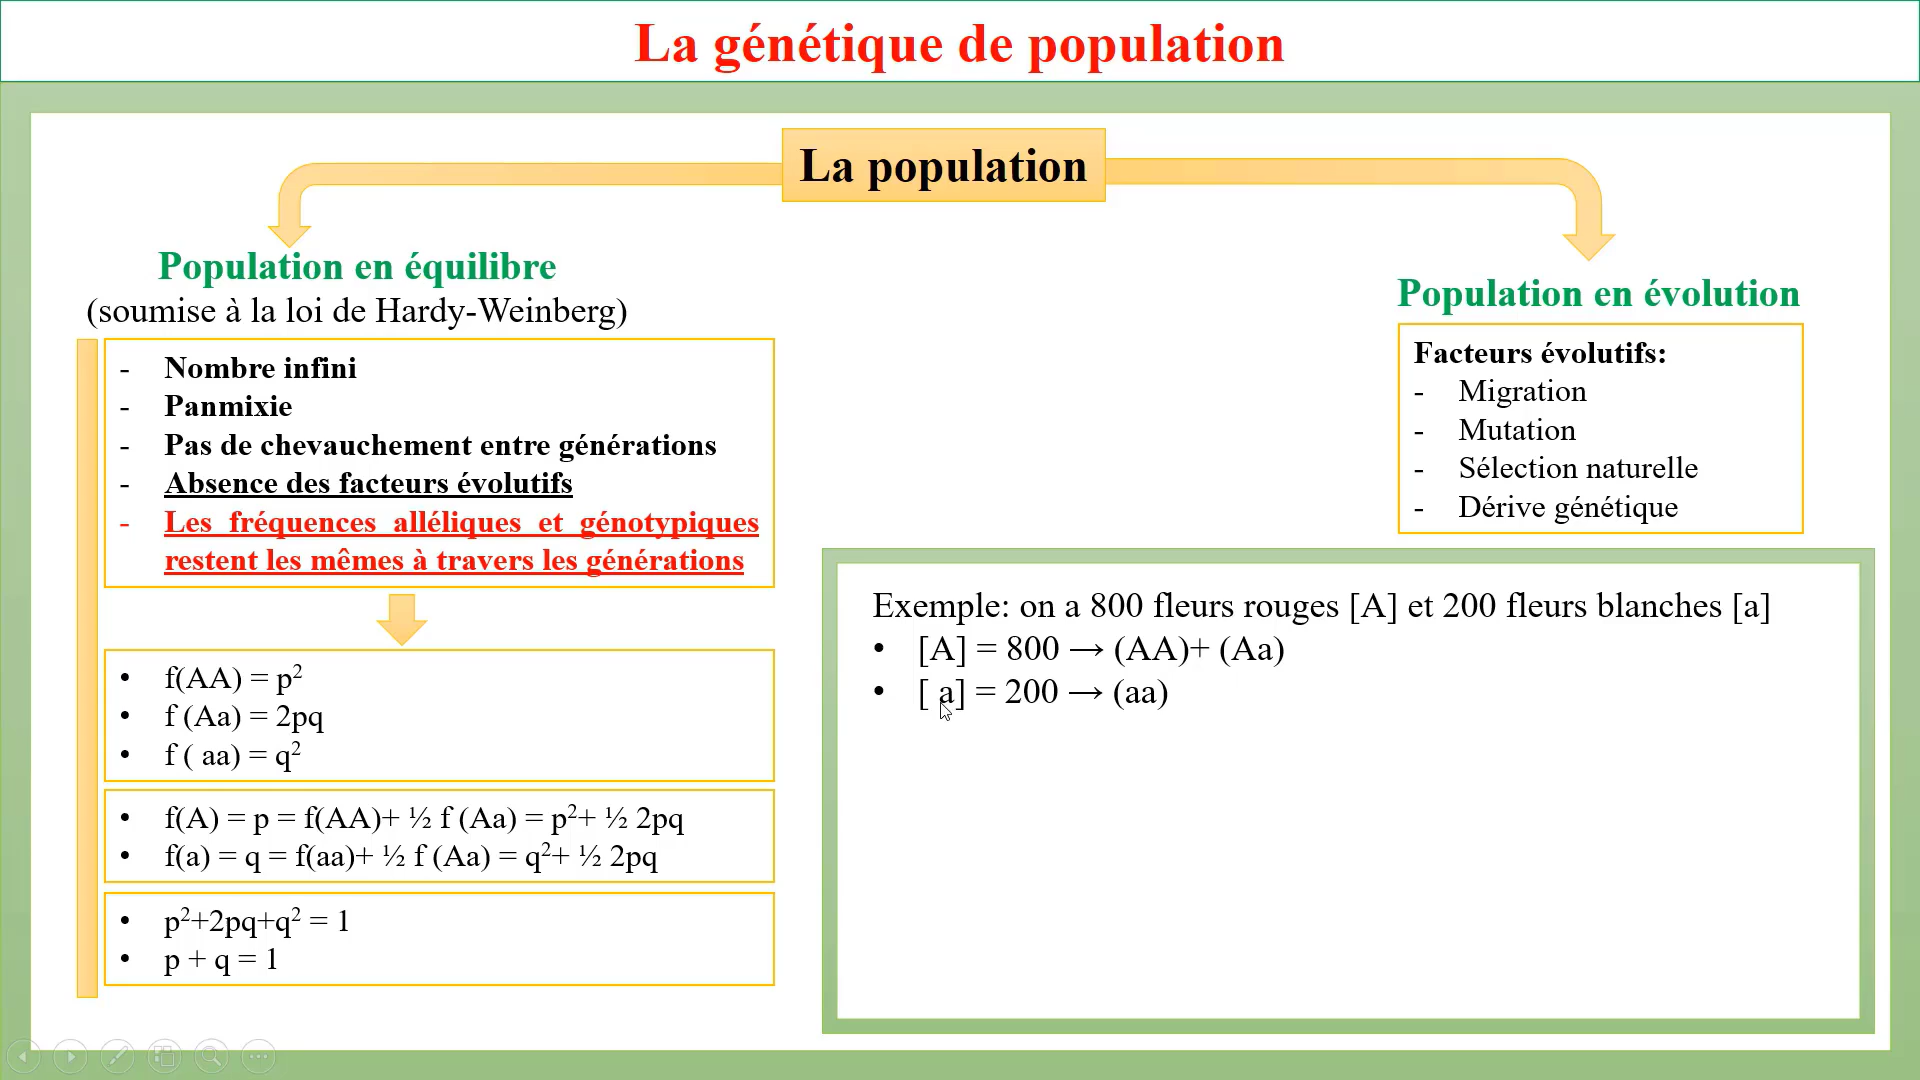 La génétique de population
La population
Population en équilibre
(soumise à la loi de Hardy-Weinberg)
- Nombre infini
- Panmixie
- Pas de chevauchement entre générations
- Absence des facteurs évolutifs
- Les fréquences alléliques et génotypiques
restent les mêmes à travers les générations
• f(AA) = p²
• f (Aa) = 2pq
• f ( aa) = q²
• f(A) = p = f(AA)+ ½ f (Aa) = p²+ ½ 2pq
• f(a) = q = f(aa)+ ½ f (Aa) = q²+ ½ 2pq
• p²+2pq+q² = 1
• p + q = 1
Population en évolution
Facteurs évolutifs:
- Migration
- Mutation
- Sélection naturelle
- Dérive génétique
Exemple: on a 800 fleurs rouges [A] et 200 fleurs blanches [a]
• [A] = 800 → (AA)+ (Aa)
• [ a] = 200 → (aa)